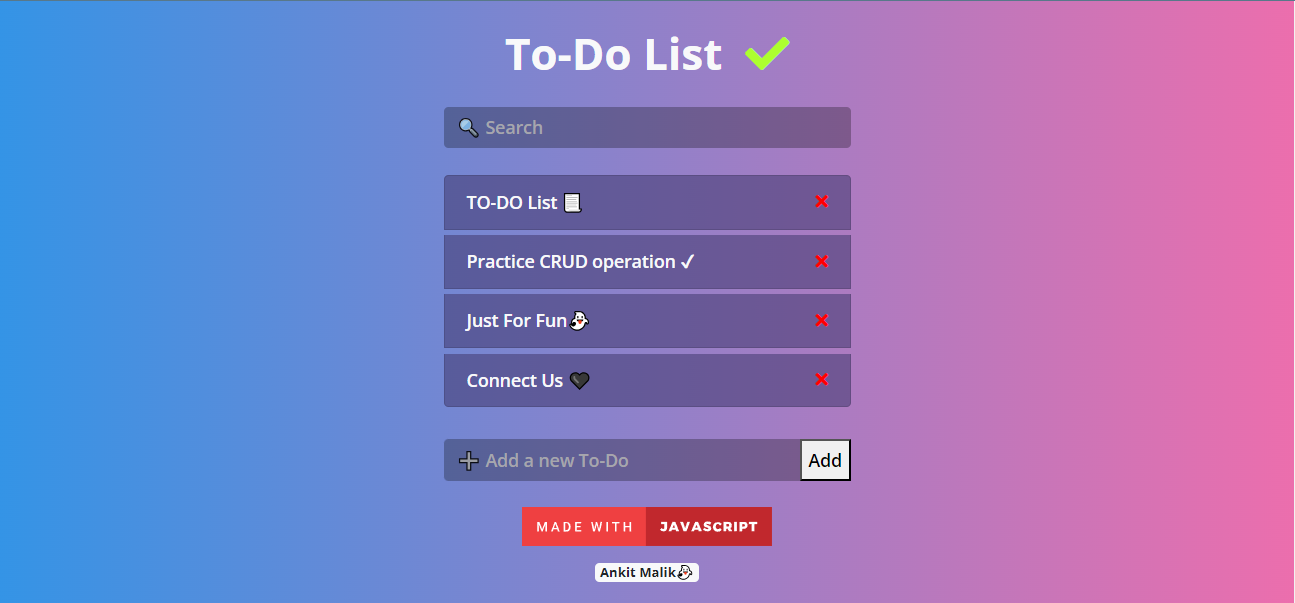 To-Do List ✔
🔍 Search
TO-DO List 📃
Practice CRUD operation ✓
Just For Fun👻
Connect Us 🖤
➕ Add a new To-Do Add
MADE WITH JAVASCRIPT
Ankit Malik👻